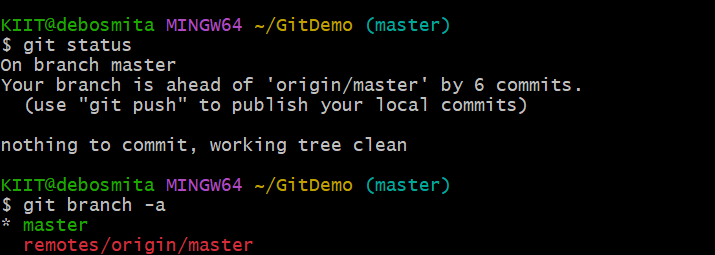 KIIT@debosmita MINGW64 ~/GitDemo (master)
$ git status
On branch master
Your branch is ahead of 'origin/master' by 6 commits.
  (use "git push" to publish your local commits)

nothing to commit, working tree clean

KIIT@debosmita MINGW64 ~/GitDemo (master)
$ git branch -a
* master
  remotes/origin/master